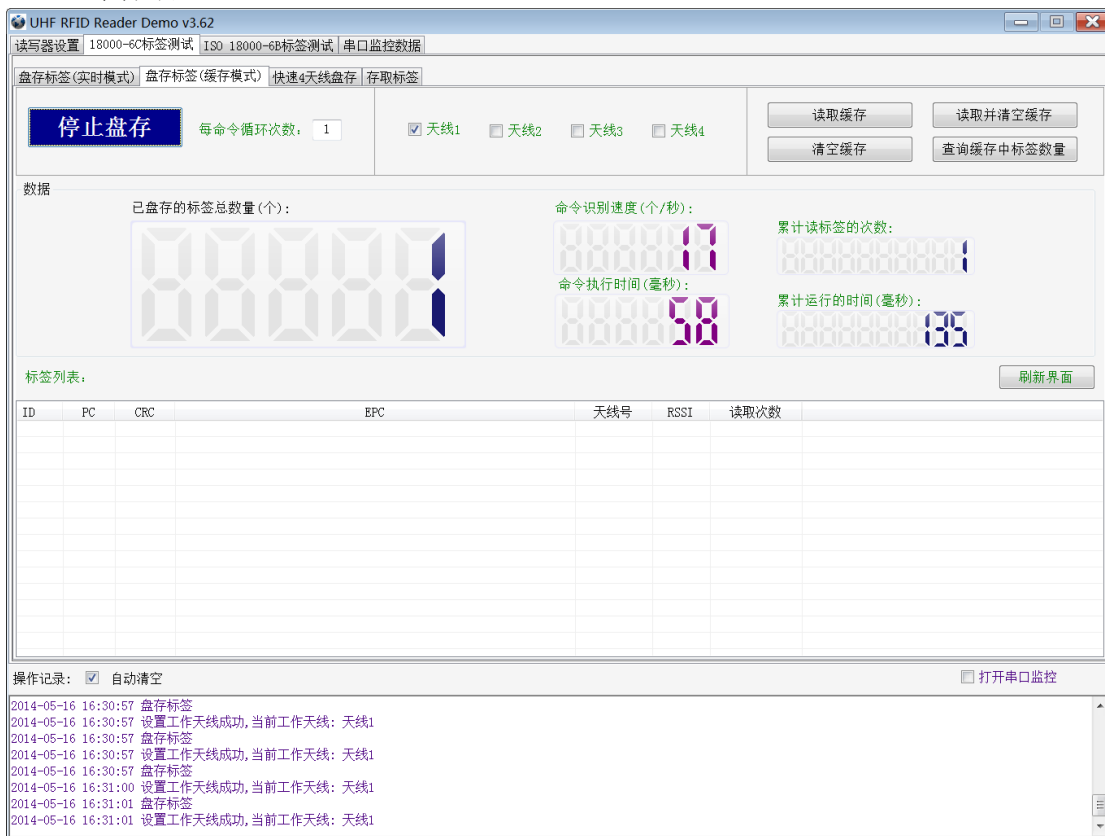 UHF RFID Reader Demo v3.62
读写器设置 18000-6C标签测试 ISO 18000-6B标签测试 串口监控数据
盘存标签(实时模式) 盘存标签(缓存模式) 快速4天线盘存 存取标签
停止盘存 每命令循环次数: 1 天线1 天线2 天线3 天线4 读取缓存 读取并清空缓存
清空缓存 查询缓存中标签数量
数据
已盘存的标签总数量(个): 命令识别速度(个/秒): 累计读标签的次数:
1 17 1
命令执行时间(毫秒): 累计运行的时间(毫秒):
58 135
标签列表: 刷新界面
ID PC CRC EPC 天线号 RSSI 读取次数
操作记录: 自动清空 打开串口监控
2014-05-16 16:30:57 盘存标签
2014-05-16 16:30:57 设置工作天线成功,当前工作天线: 天线1
2014-05-16 16:30:57 盘存标签
2014-05-16 16:30:57 设置工作天线成功,当前工作天线: 天线1
2014-05-16 16:30:57 盘存标签
2014-05-16 16:31:00 设置工作天线成功,当前工作天线: 天线1
2014-05-16 16:31:01 盘存标签
2014-05-16 16:31:01 设置工作天线成功,当前工作天线: 天线1